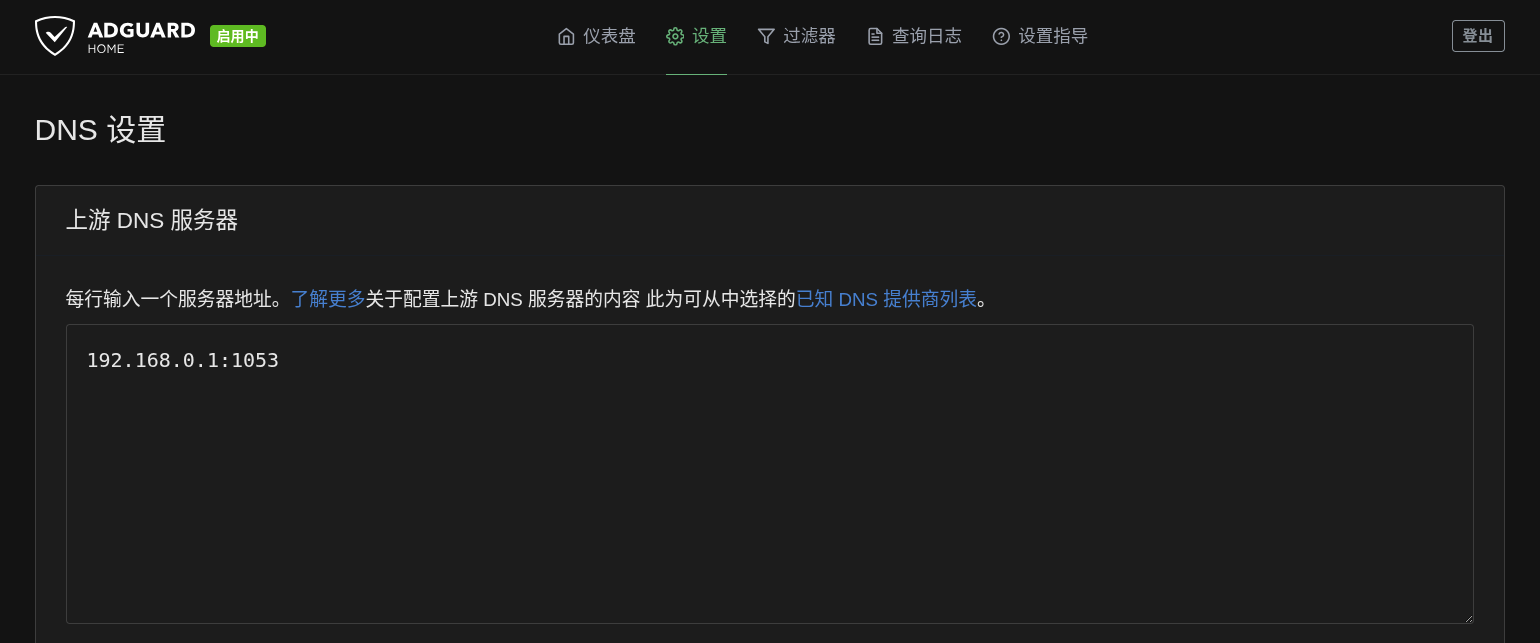 ADGUARD
HOME
启用中
仪表盘 设置 过滤器 查询日志 设置指导
登出
DNS 设置
上游 DNS 服务器
每行输入一个服务器地址。了解更多关于配置上游 DNS 服务器的内容 此为可从中选择的已知 DNS 提供商列表。
192.168.0.1:1053